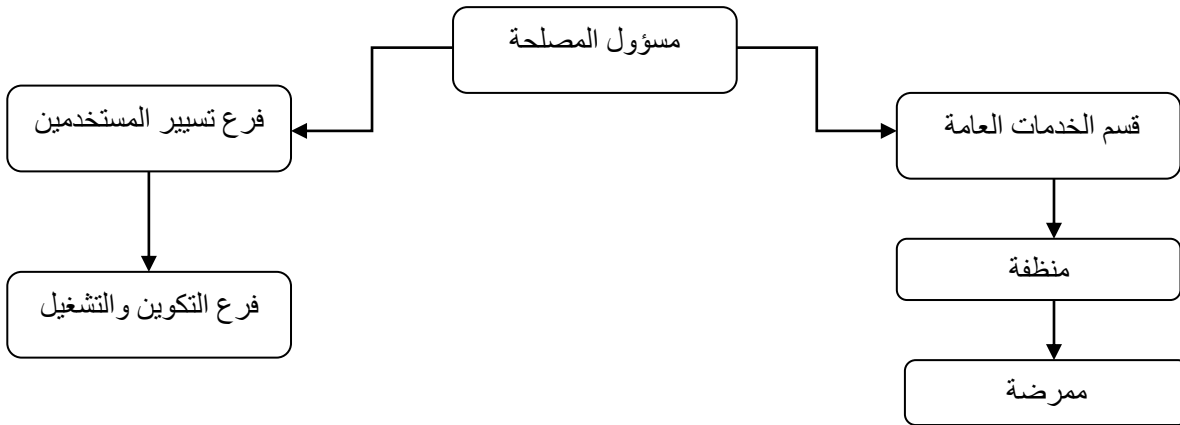 مسؤول المصلحة
قسم الخدمات العامة
فرع تسيير المستخدمين
منظفة
فرع التكوين والتشغيل
ممرضة